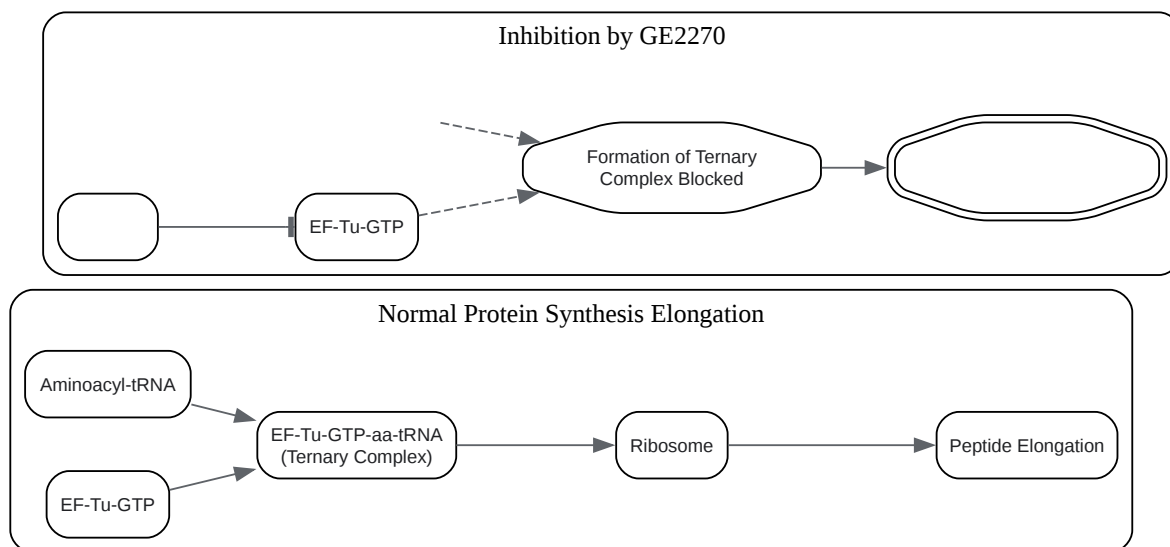 Inhibition by GE2270
Formation of Ternary
Complex Blocked
EF-Tu-GTP
Normal Protein Synthesis Elongation
Aminoacyl-tRNA
EF-Tu-GTP-aa-tRNA
(Ternary Complex)
Ribosome
Peptide Elongation
EF-Tu-GTP